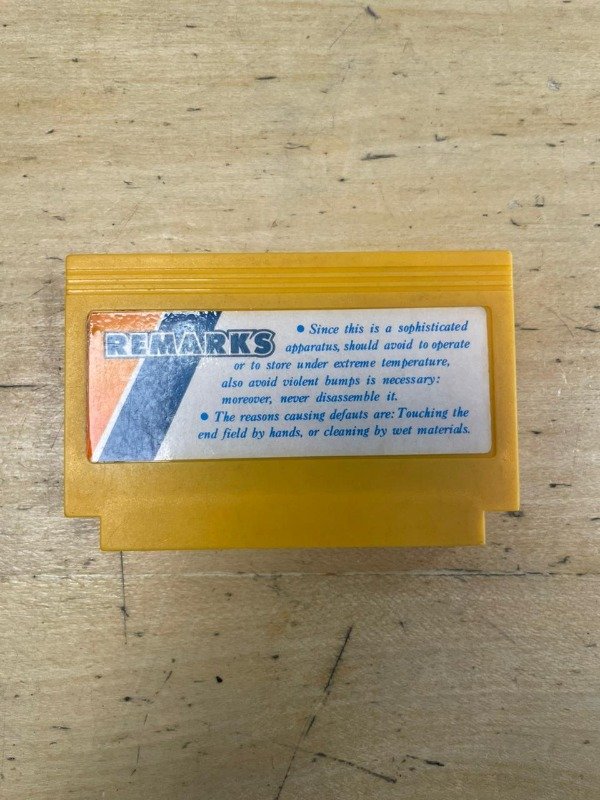 REMARKS
• Since this is a sophisticated
apparatus, should avoid to operate
or to store under extreme temperature,
also avoid violent bumps is necessary:
moreover, never disassemble it.
• The reasons causing defauts are: Touching the
end field by hands, or cleaning by wet materials.